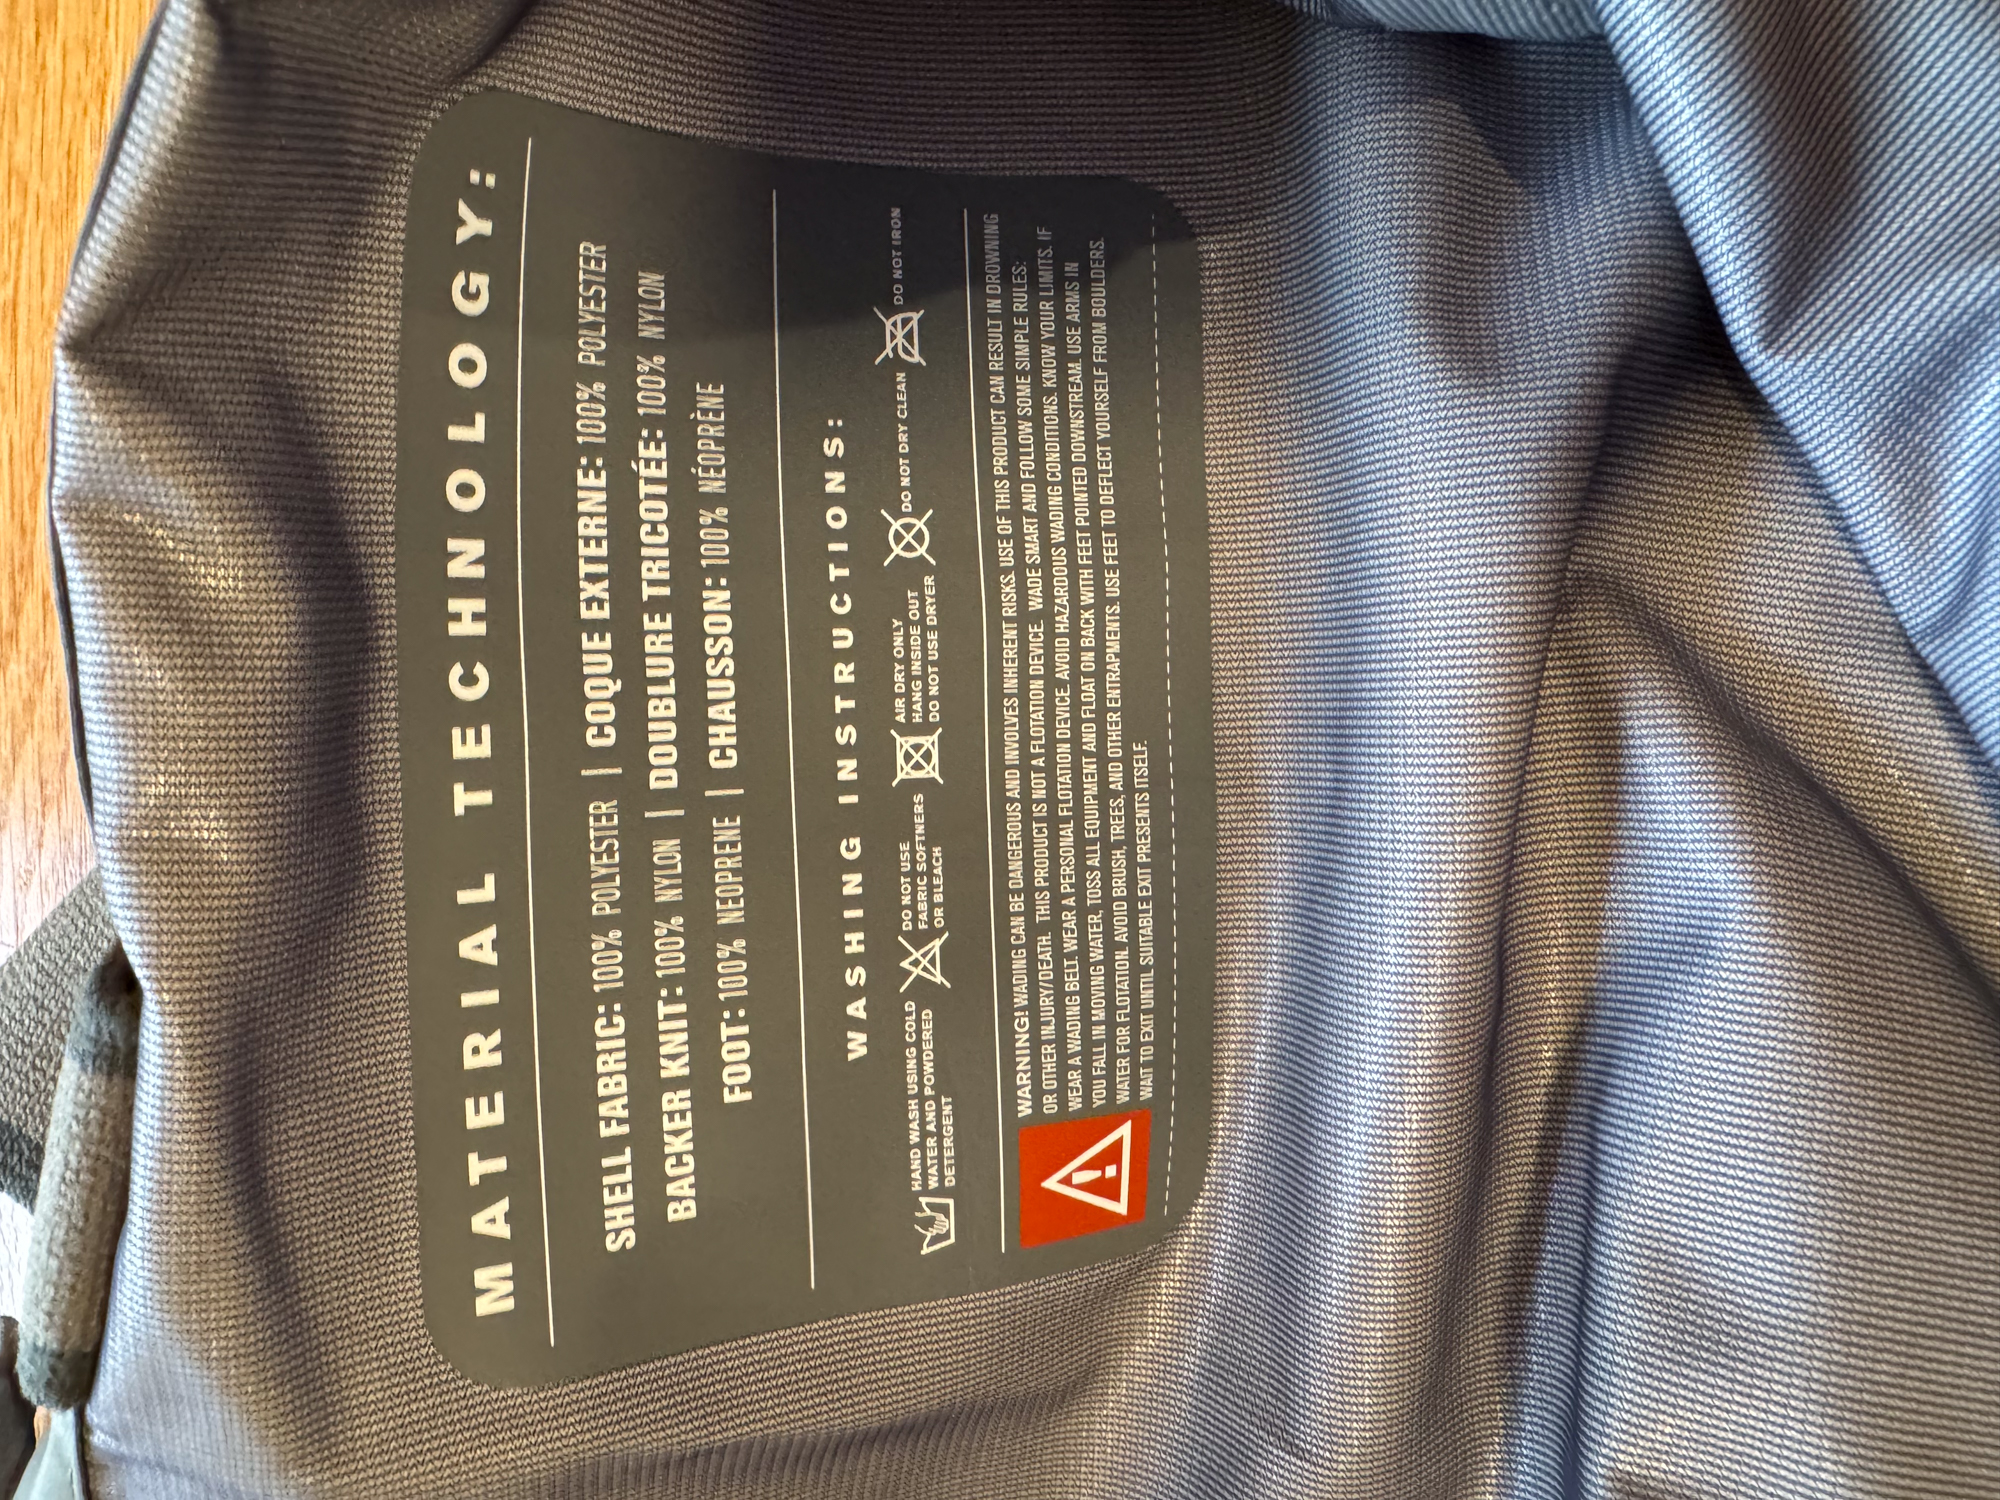 MATERIAL TECHNOLOGY:
SHELL FABRIC: 100% POLYESTER | COQUE EXTERNE: 100% POLYESTER
BACKER KNIT: 100% NYLON | DOUBLURE TRICOTÉE: 100% NYLON
FOOT: 100% NEOPRENE | CHAUSSON: 100% NÉOPRÈNE
WASHING INSTRUCTIONS:
HAND WASH USING COLD
WATER AND POWDERED
DETERGENT
DO NOT USE
FABRIC SOFTNERS
OR BLEACH
AIR DRY ONLY
HANG INSIDE OUT
DO NOT USE DRYER
DO NOT DRY CLEAN
DO NOT IRON
WARNING! WADING CAN BE DANGEROUS AND INVOLVES INHERENT RISKS. USE OF THIS PRODUCT CAN RESULT IN DROWNING
OR OTHER INJURY/DEATH. THIS PRODUCT IS NOT A FLOTATION DEVICE. WADE SMART AND FOLLOW SOME SIMPLE RULES:
WEAR A WADING BELT. WEAR A PERSONAL FLOTATION DEVICE. AVOID HAZARDOUS WADING CONDITIONS. KNOW YOUR LIMITS. IF
YOU FALL IN MOVING WATER, TOSS ALL EQUIPMENT AND FLOAT ON BACK WITH FEET POINTED DOWNSTREAM. USE ARMS IN
WATER FOR FLOTATION. AVOID BRUSH, TREES, AND OTHER ENTRAPMENTS. USE FEET TO DEFLECT YOURSELF FROM BOULDERS.
WAIT TO EXIT UNTIL SUITABLE EXIT PRESENTS ITSELF.